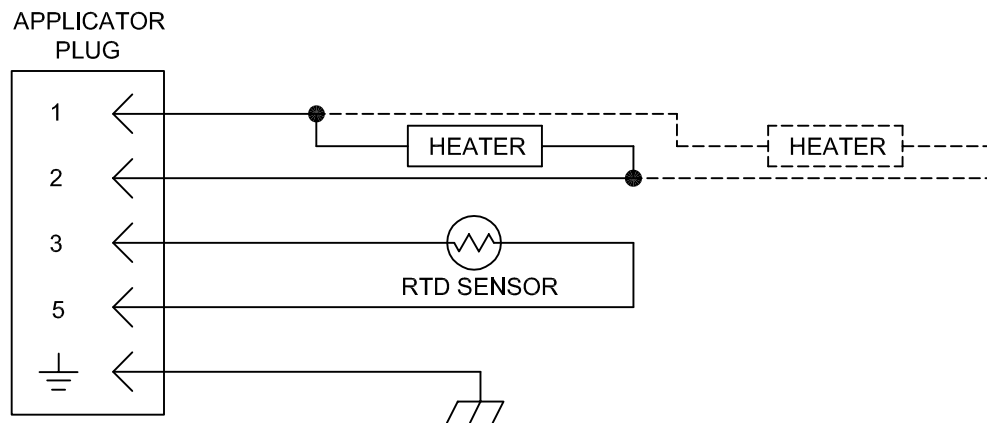 APPLICATOR
PLUG
1
HEATER
HEATER
2
3
RTD SENSOR
5